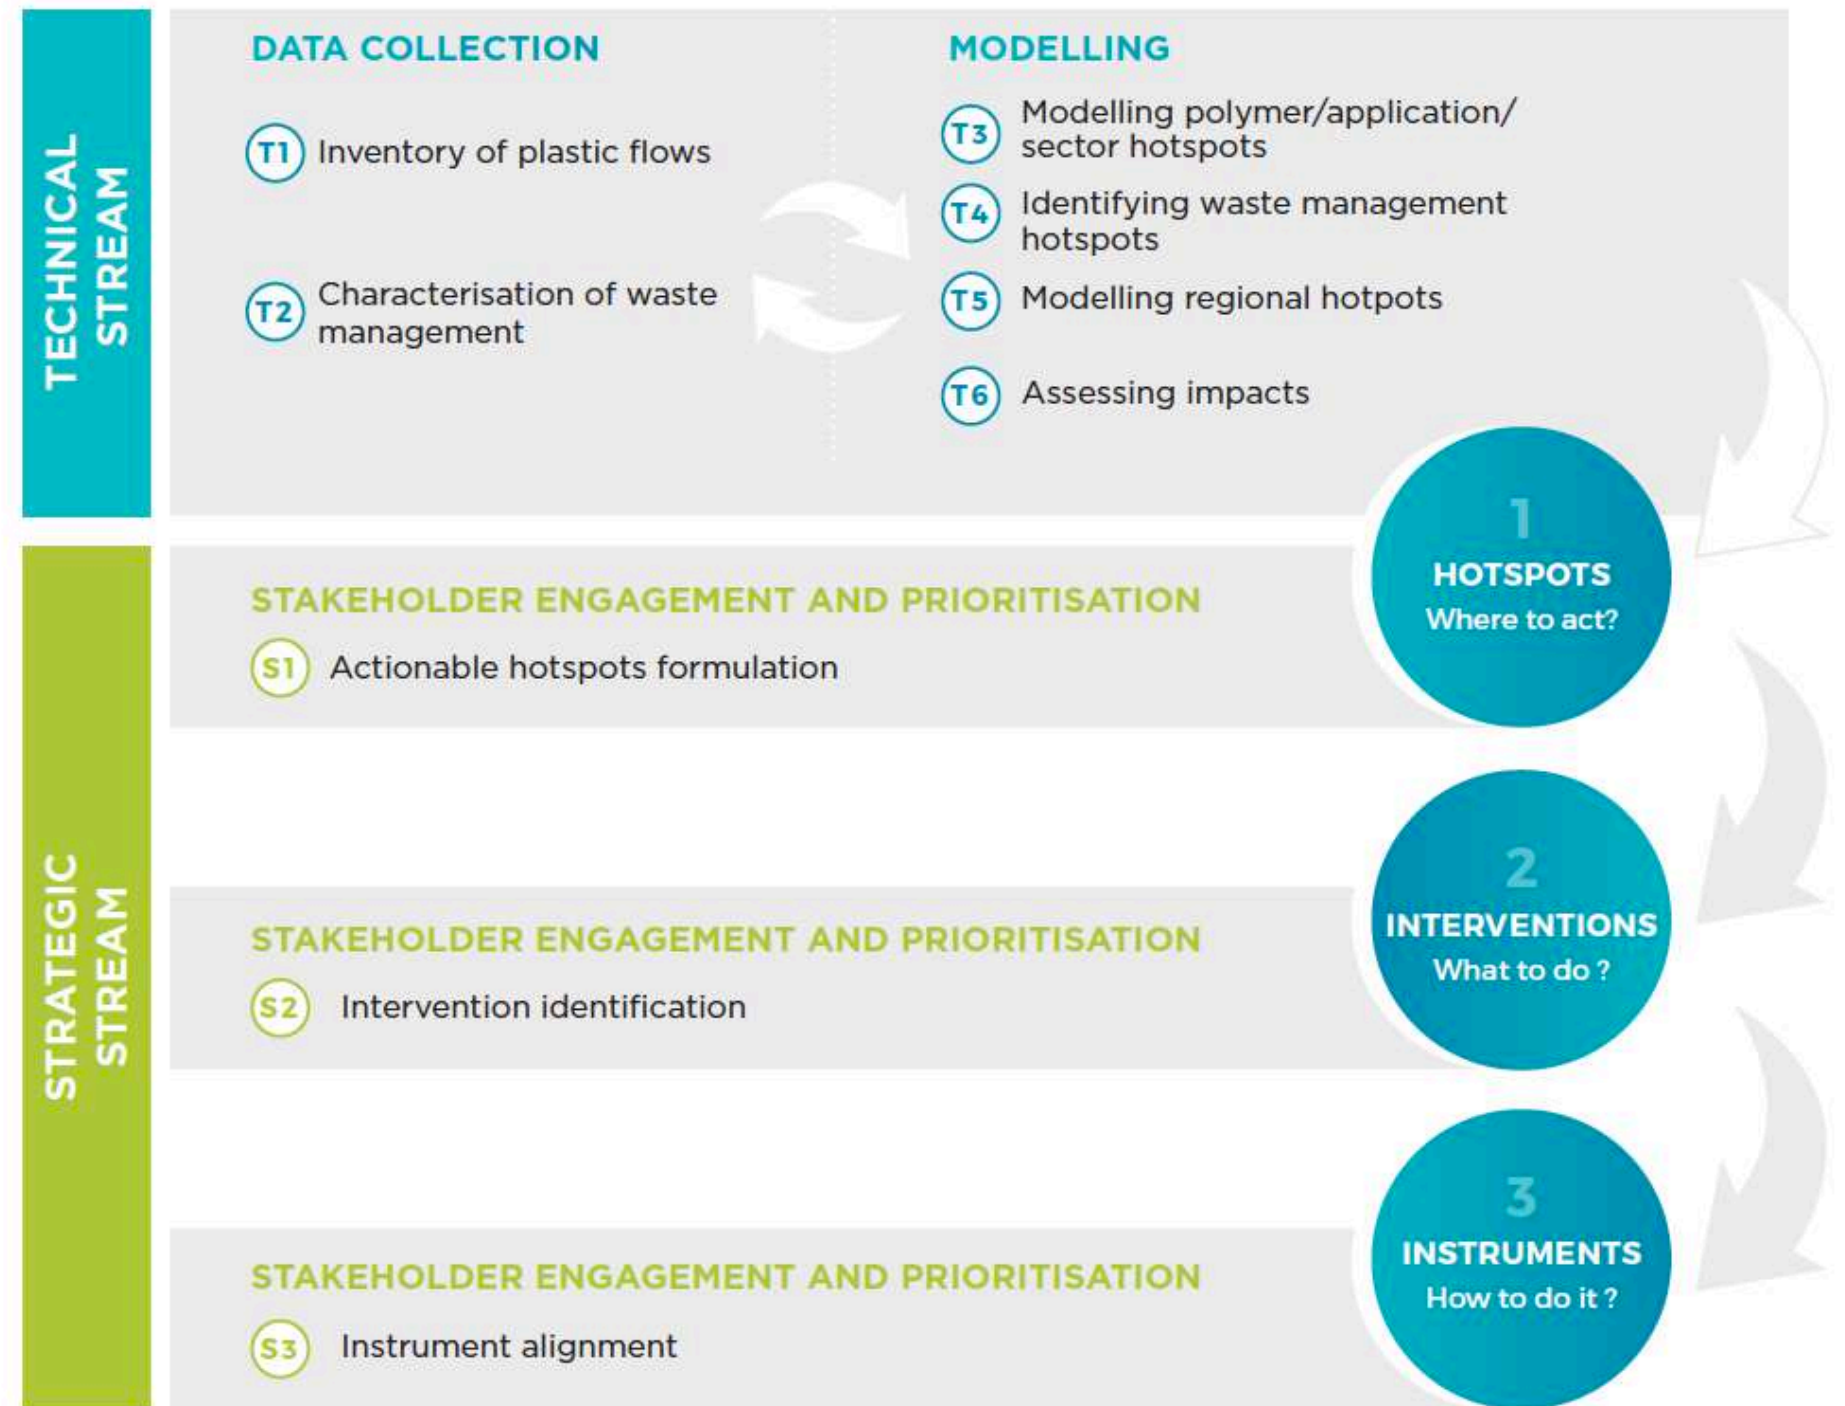 TECHNICAL
STREAM
DATA COLLECTION
T1 Inventory of plastic flows
T2 Characterisation of waste
management
MODELLING
T3 Modelling polymer/application/
sector hotspots
T4 Identifying waste management
hotspots
T5 Modelling regional hotpots
T6 Assessing impacts
STRATEGIC
STREAM
STAKEHOLDER ENGAGEMENT AND PRIORITISATION
S1 Actionable hotspots formulation
1
HOTSPOTS
Where to act?
STAKEHOLDER ENGAGEMENT AND PRIORITISATION
S2 Intervention identification
2
INTERVENTIONS
What to do ?
STAKEHOLDER ENGAGEMENT AND PRIORITISATION
S3 Instrument alignment
3
INSTRUMENTS
How to do it ?